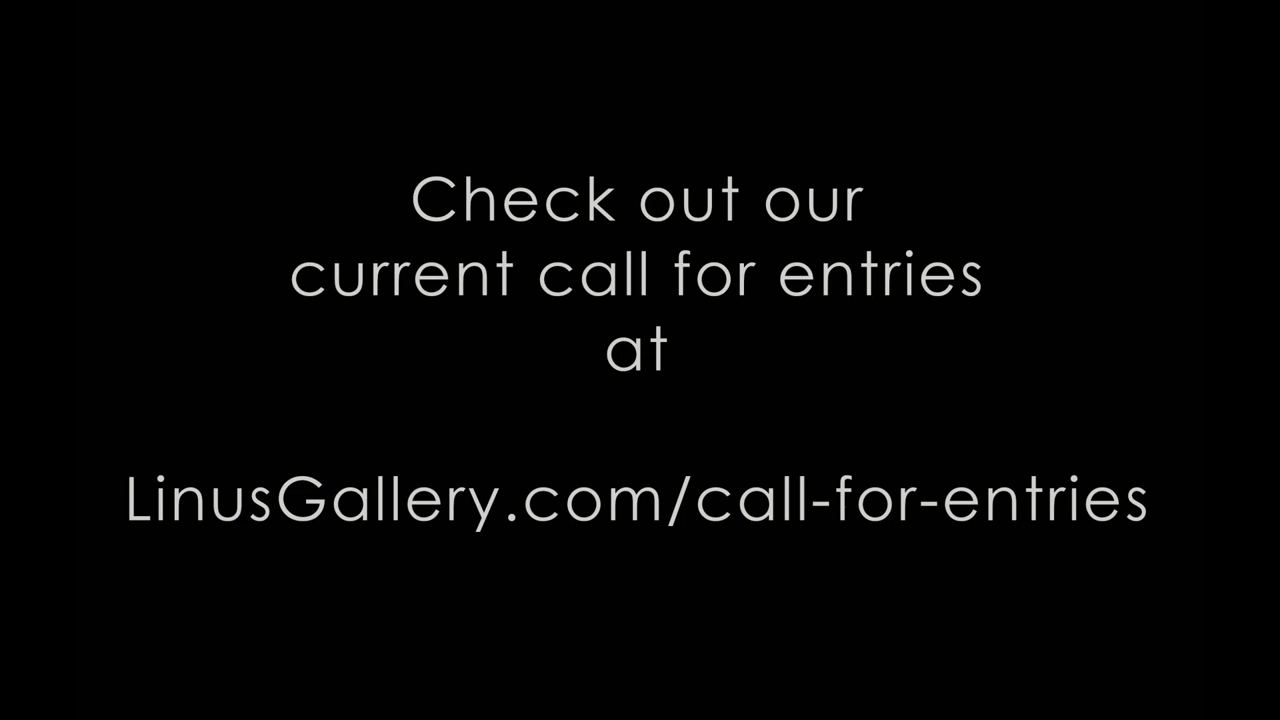 Check out our
current call for entries
at
LinusGallery.com/call-for-entries